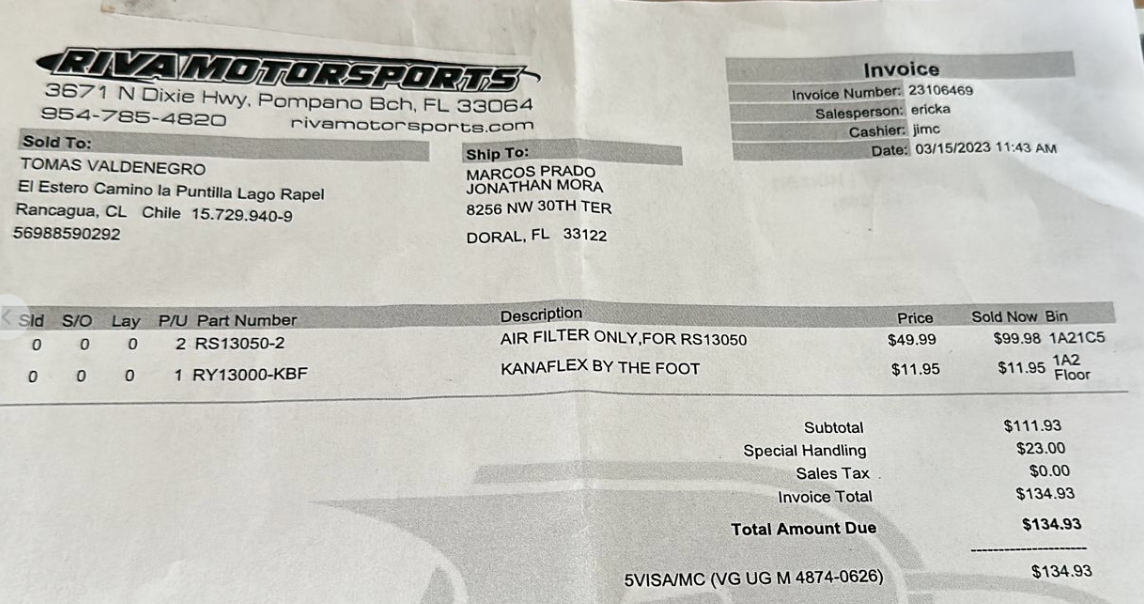 RIVA MOTORSPORTS
3671 N Dixie Hwy, Pompano Bch, FL 33064
954-785-4820 rivamotorsports.com
Invoice
Invoice Number: 23106469
Salesperson: ericka
Cashier: jimc
Date: 03/15/2023 11:43 AM
Sold To:
TOMAS VALDENEGRO
El Estero Camino la Puntilla Lago Rapel
Rancagua, CL Chile 15.729.940-9
56988590292
Ship To:
MARCOS PRADO
JONATHAN MORA
8256 NW 30TH TER
DORAL, FL 33122
Sld S/O Lay P/U Part Number Description Price Sold Now Bin
0 0 0 2 RS13050-2 AIR FILTER ONLY,FOR RS13050 $49.99 $99.98 1A21C5
0 0 0 1 RY13000-KBF KANAFLEX BY THE FOOT $11.95 $11.95 1A2
Floor
Subtotal $111.93
Special Handling $23.00
Sales Tax $0.00
Invoice Total $134.93
Total Amount Due $134.93
5VISA/MC (VG UG M 4874-0626) $134.93